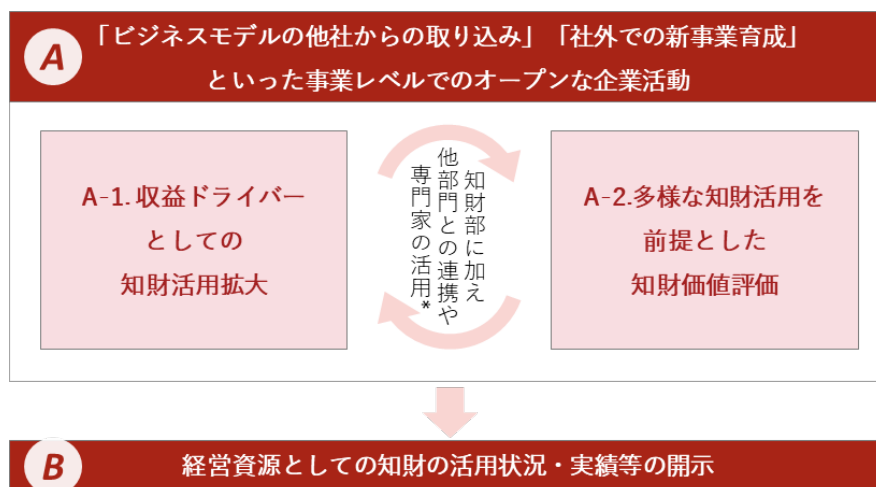 A
「ビジネスモデルの他社からの取り込み」「社外での新事業育成」
といった事業レベルでのオープンな企業活動
A-1. 収益ドライバー
としての
知財活用拡大
知財部に加え
他部門との連携や
専門家の活用*
A-2.多様な知財活用を
前提とした
知財価値評価
B
経営資源としての知財の活用状況・実績等の開示